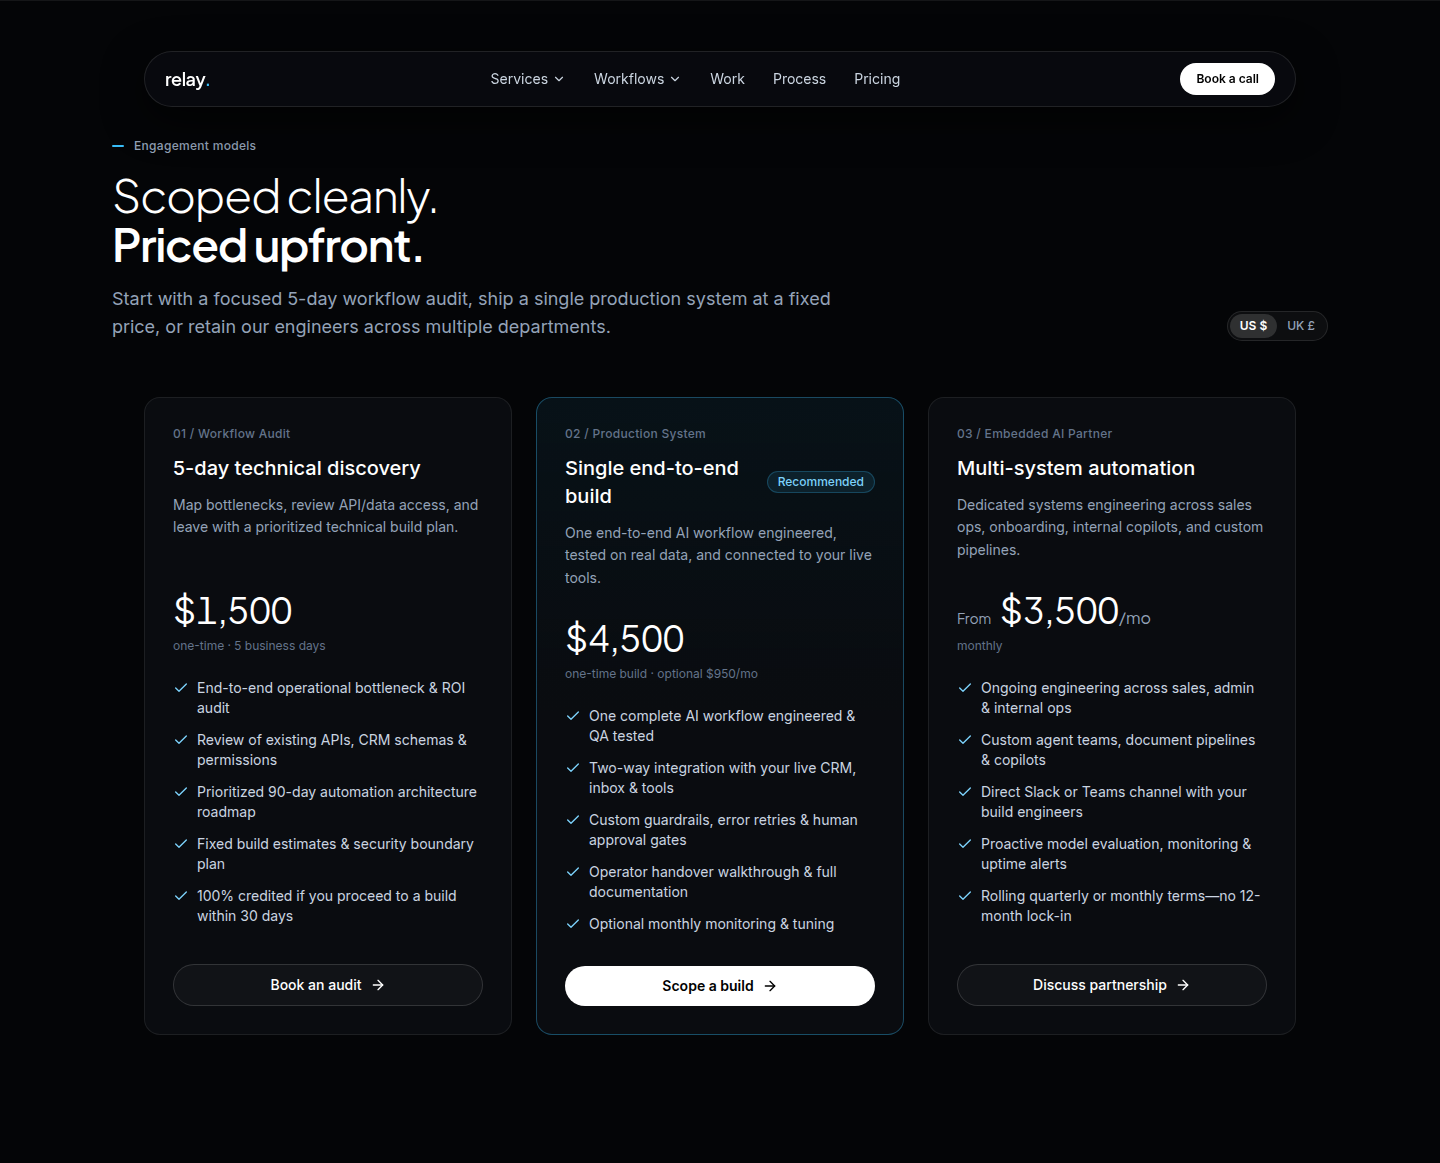 relay.
Services
Workflows
Work
Process
Pricing
Book a call
Engagement models
Scoped cleanly.
Priced upfront.
Start with a focused 5-day workflow audit, ship a single production system at a fixed
price, or retain our engineers across multiple departments.
US $
UK £
01 / Workflow Audit
5-day technical discovery
Map bottlenecks, review API/data access, and
leave with a prioritized technical build plan.
$1,500
one-time · 5 business days
End-to-end operational bottleneck & ROI
audit
Review of existing APIs, CRM schemas &
permissions
Prioritized 90-day automation architecture
roadmap
Fixed build estimates & security boundary
plan
100% credited if you proceed to a build
within 30 days
Book an audit
02 / Production System
Single end-to-end
build
Recommended
One end-to-end AI workflow engineered,
tested on real data, and connected to your live
tools.
$4,500
one-time build · optional $950/mo
One complete AI workflow engineered &
QA tested
Two-way integration with your live CRM,
inbox & tools
Custom guardrails, error retries & human
approval gates
Operator handover walkthrough & full
documentation
Optional monthly monitoring & tuning
Scope a build
03 / Embedded AI Partner
Multi-system automation
Dedicated systems engineering across sales
ops, onboarding, internal copilots, and custom
pipelines.
From $3,500/mo
monthly
Ongoing engineering across sales, admin
& internal ops
Custom agent teams, document pipelines
& copilots
Direct Slack or Teams channel with your
build engineers
Proactive model evaluation, monitoring &
uptime alerts
Rolling quarterly or monthly terms—no 12-
month lock-in
Discuss partnership